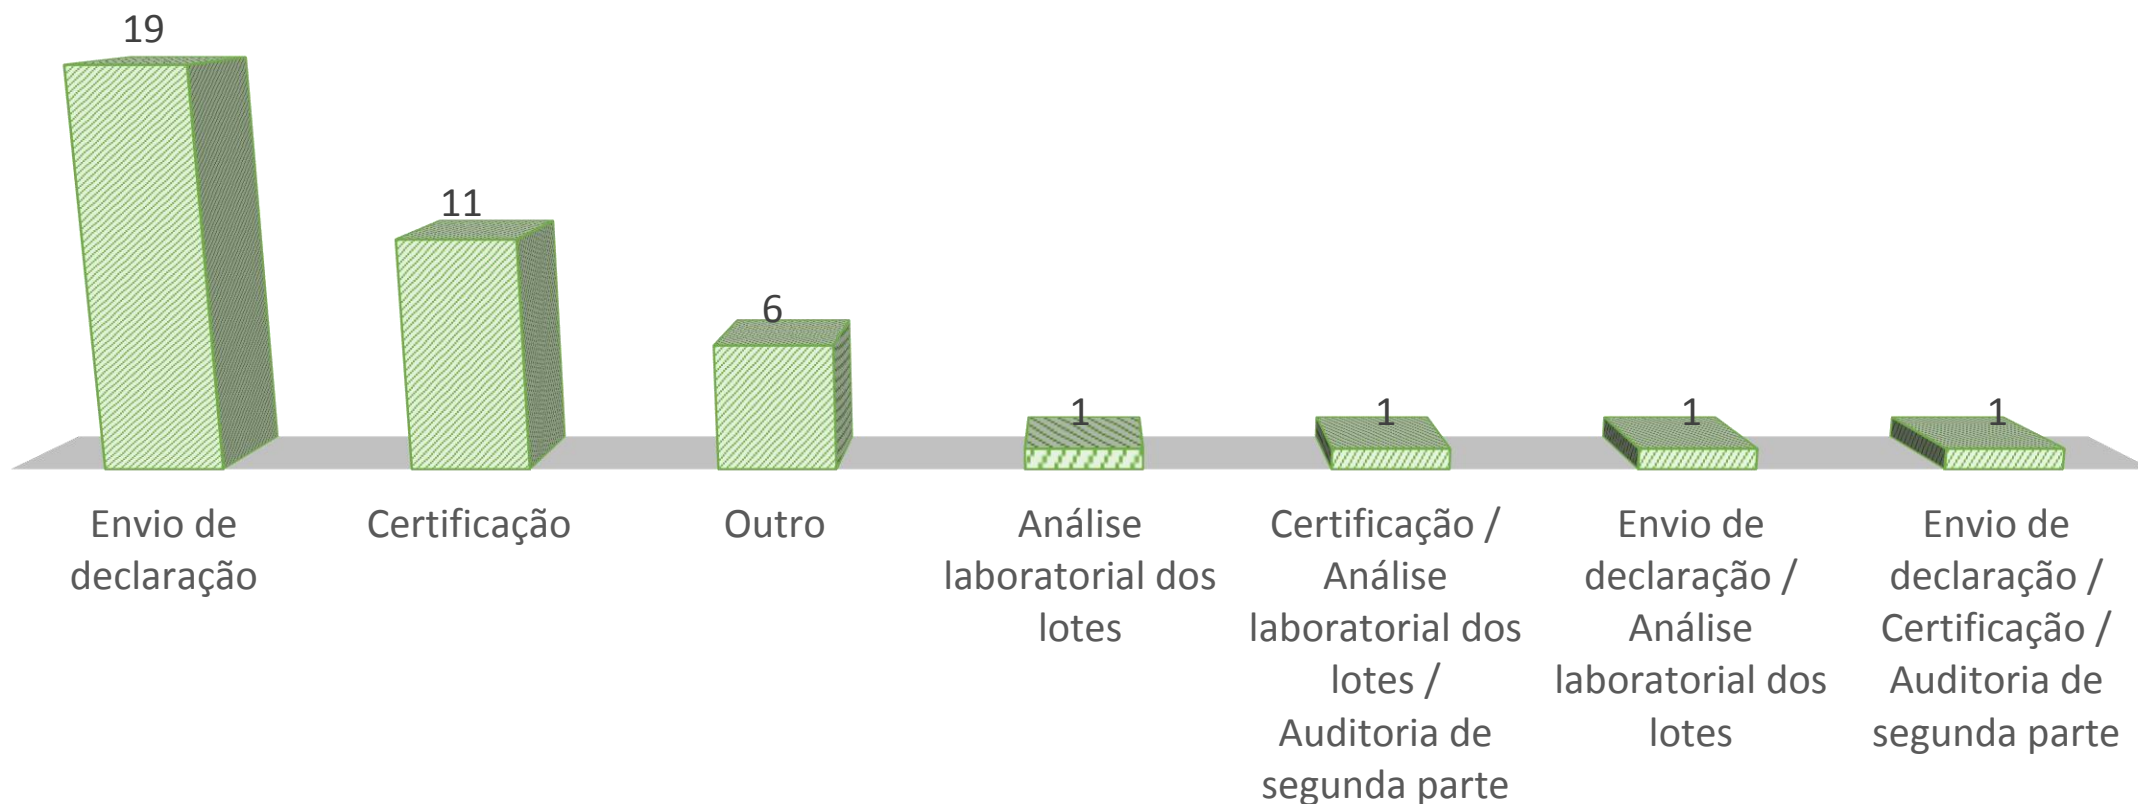 19
11
6
1
1
1
1
Envio de
declaração
Certificação
Outro
Análise
laboratorial dos
lotes
Certificação /
Análise
laboratorial dos
lotes /
Auditoria de
segunda parte
Envio de
declaração /
Análise
laboratorial dos
lotes
Envio de
declaração /
Certificação /
Auditoria de
segunda parte